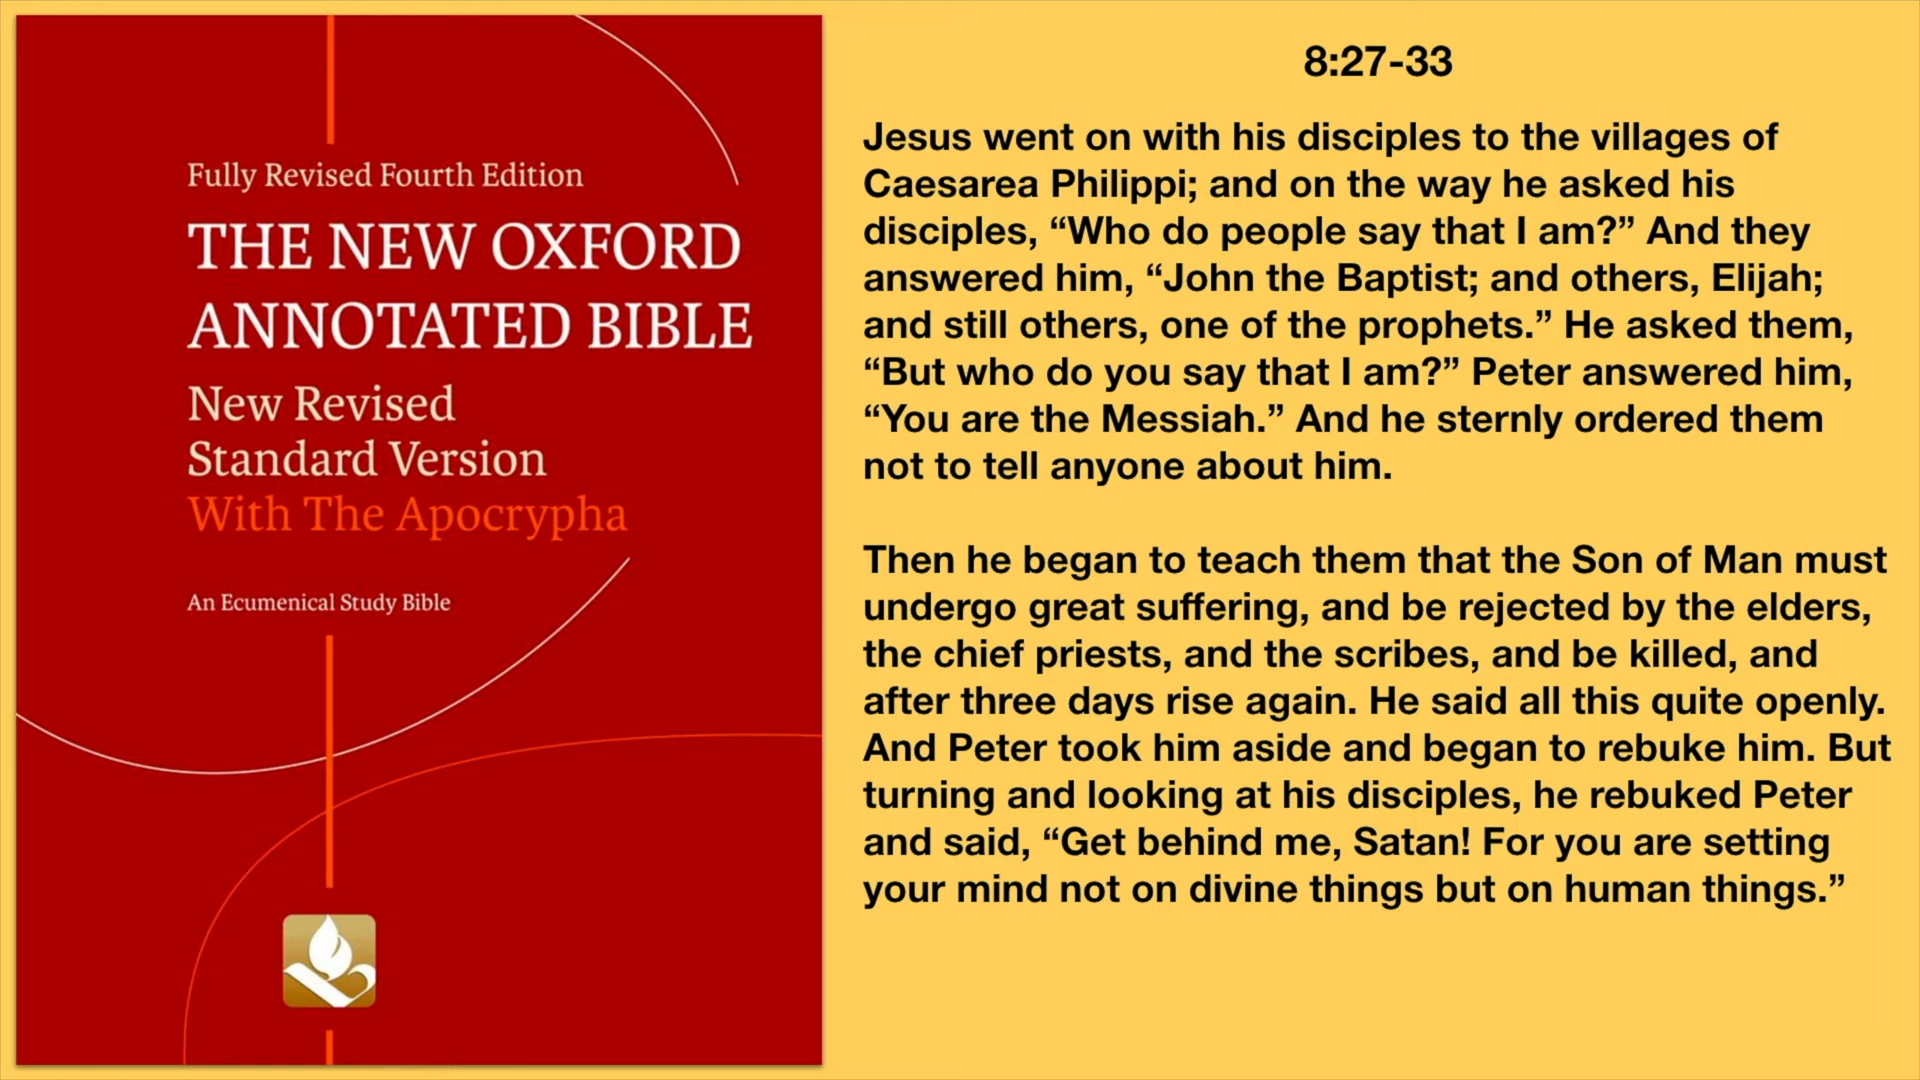 Fully Revised Fourth Edition
THE NEW OXFORD
ANNOTATED BIBLE
New Revised
Standard Version
With The Apocrypha
An Ecumenical Study Bible
8:27-33
Jesus went on with his disciples to the villages of
Caesarea Philippi; and on the way he asked his
disciples, “Who do people say that I am?” And they
answered him, “John the Baptist; and others, Elijah;
and still others, one of the prophets.” He asked them,
“But who do you say that I am?” Peter answered him,
“You are the Messiah.” And he sternly ordered them
not to tell anyone about him.
Then he began to teach them that the Son of Man must
undergo great suffering, and be rejected by the elders,
the chief priests, and the scribes, and be killed, and
after three days rise again. He said all this quite openly.
And Peter took him aside and began to rebuke him. But
turning and looking at his disciples, he rebuked Peter
and said, “Get behind me, Satan! For you are setting
your mind not on divine things but on human things.”